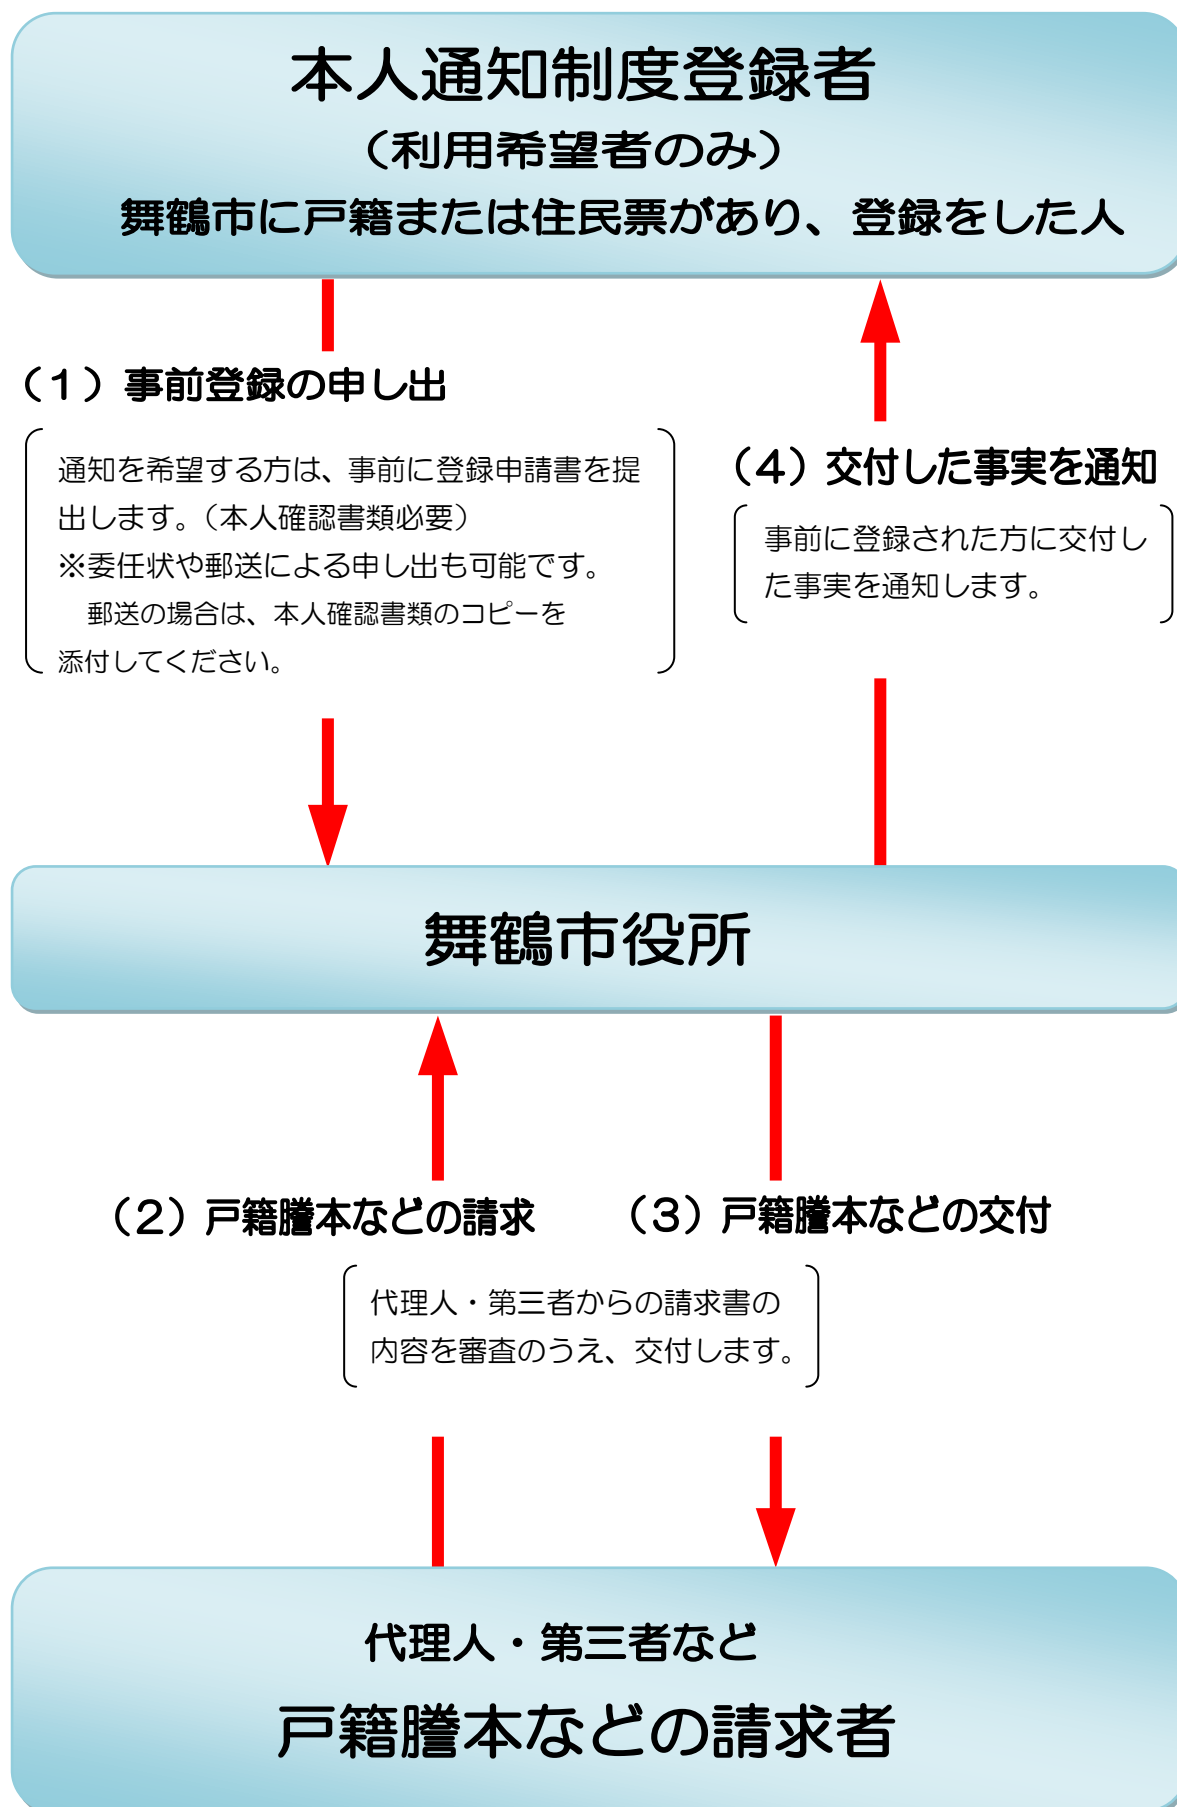 本人通知制度登録者
（利用希望者のみ）
舞鶴市に戸籍または住民票があり、登録をした人
（１）事前登録の申し出
通知を希望する方は、事前に登録申請書を提
出します。（本人確認書類必要）
※委任状や郵送による申し出も可能です。
郵送の場合は、本人確認書類のコピーを
添付してください。
（４）交付した事実を通知
事前に登録された方に交付し
た事実を通知します。
舞鶴市役所
（２）戸籍謄本などの請求
（３）戸籍謄本などの交付
代理人・第三者からの請求書の
内容を審査のうえ、交付します。
代理人・第三者など
戸籍謄本などの請求者